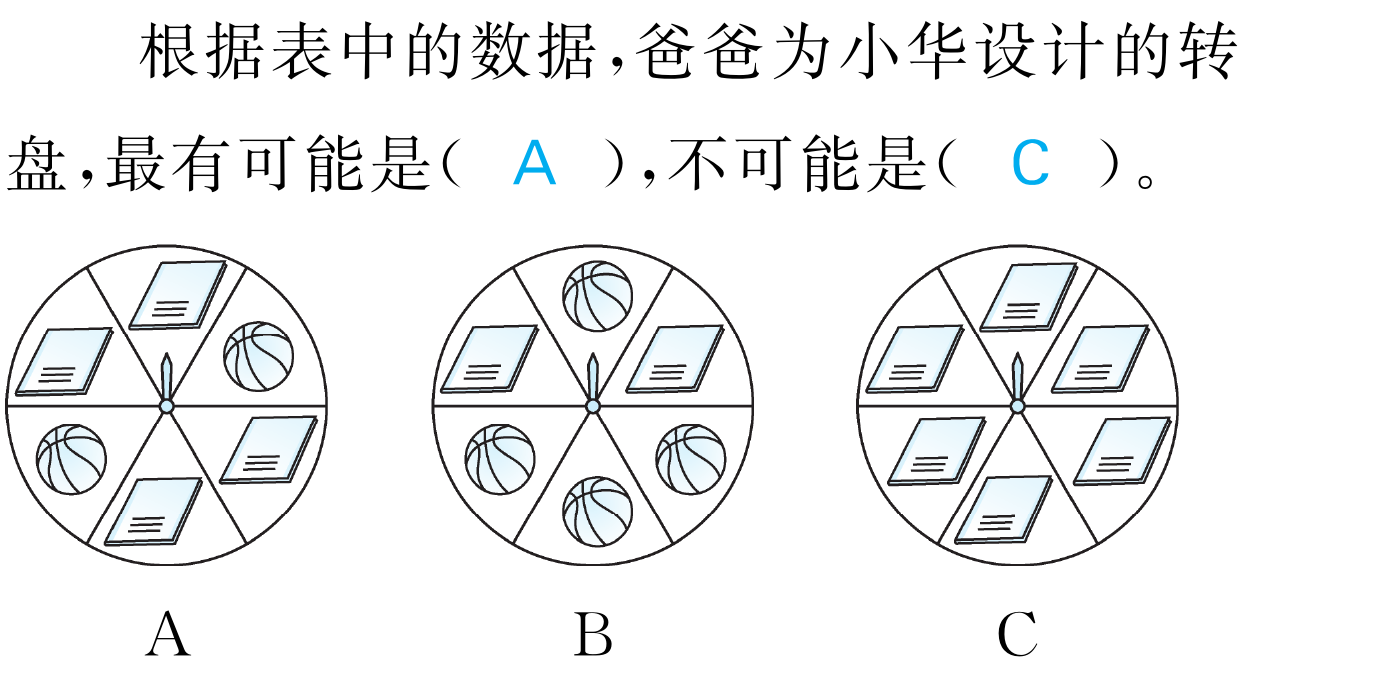 根据表中的数据,爸爸为小华设计的转
盘,最有可能是( A ),不可能是( C )。
A B C